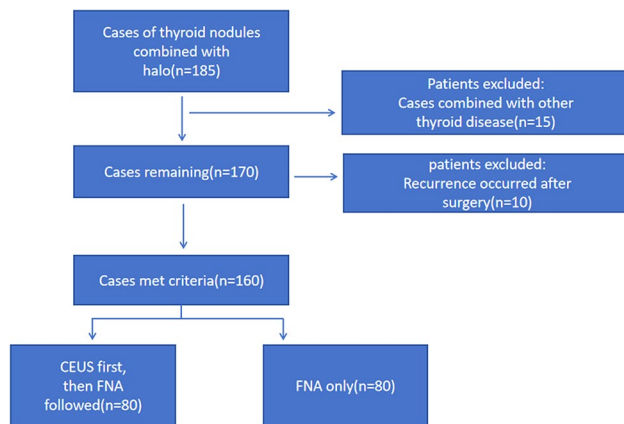 Cases of thyroid nodules
combined with
halo(n=185)
Patients excluded:
Cases combined with other
thyroid disease(n=15)
Cases remaining(n=170)
patients excluded:
Recurrence occurred after
surgery(n=10)
Cases met criteria(n=160)
CEUS first,
then FNA
followed(n=80)
FNA only(n=80)